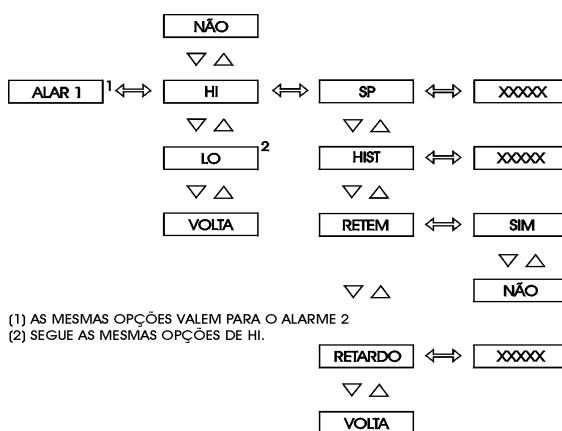 NÃO
ALAR 1 1 HI SP XXXXX
LO 2 HIST XXXXX
VOLTA RETEM SIM
NÃO
(1) AS MESMAS OPÇÕES VALEM PARA O ALARME 2
(2) SEGUE AS MESMAS OPÇÕES DE HI.
RETARDO XXXXX
VOLTA